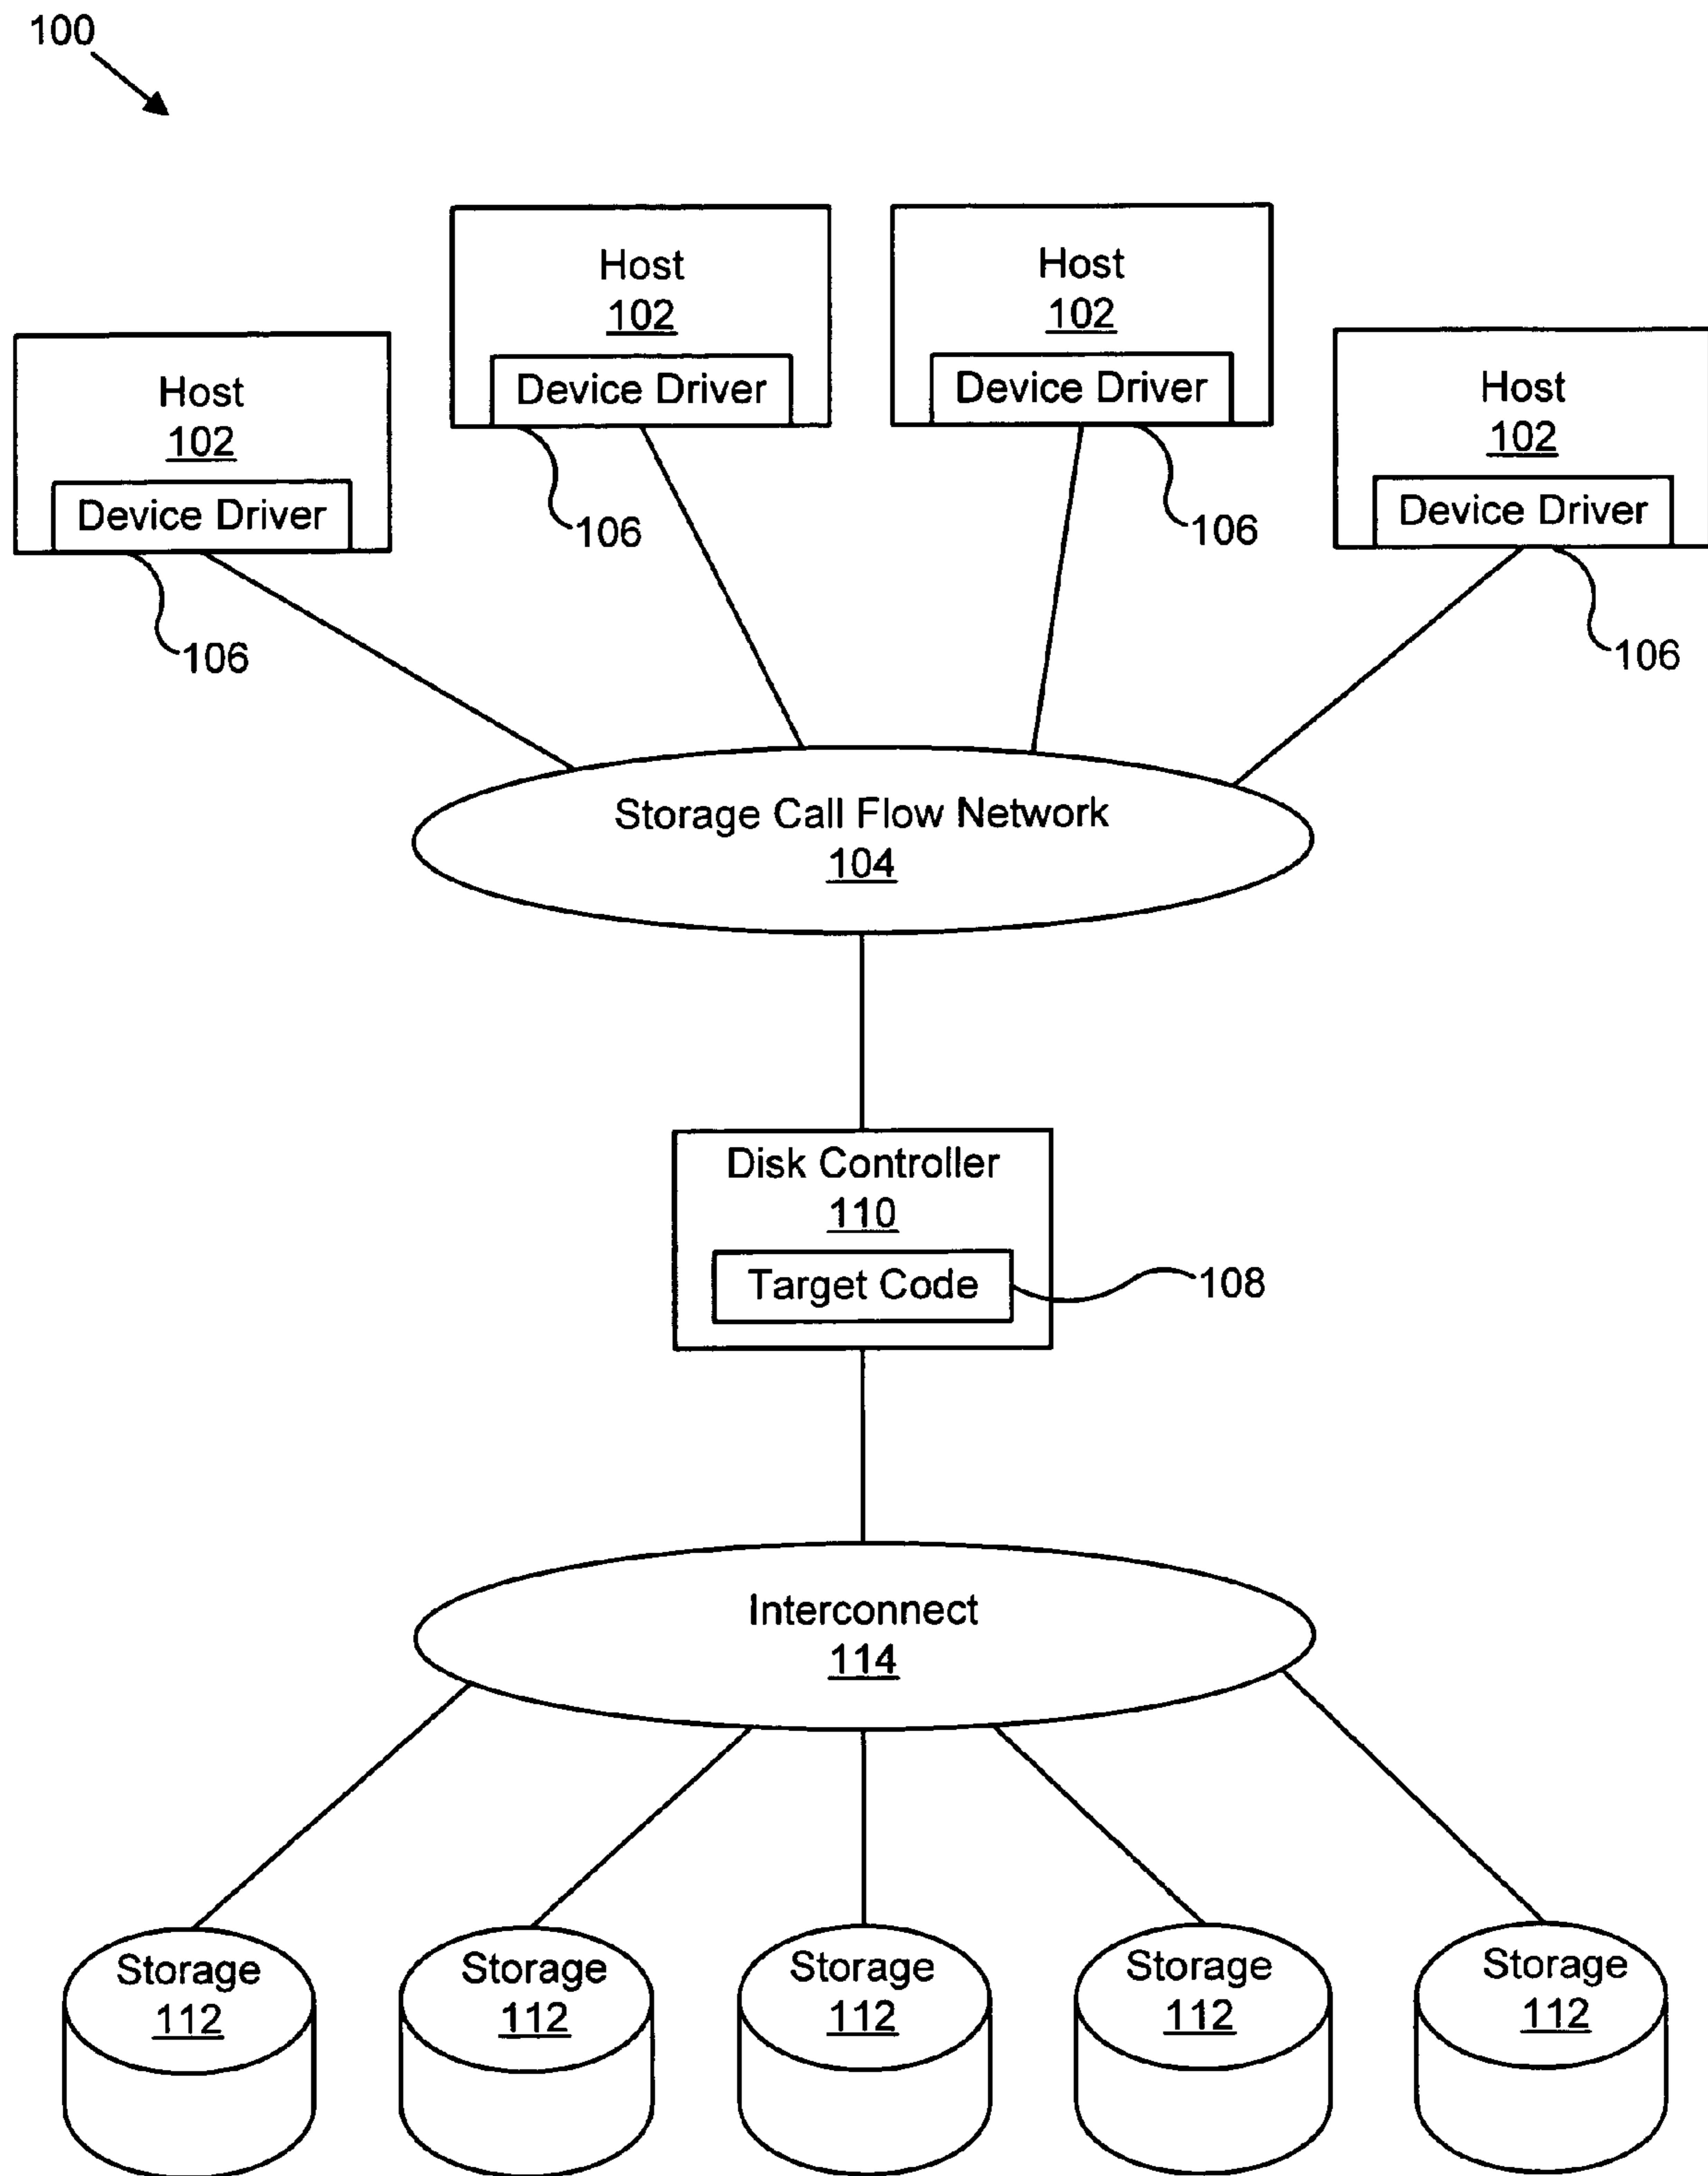 100
Host
102
Device Driver
106
Host
102
Device Driver
106
Host
102
Device Driver
106
Host
102
Device Driver
106
Storage Call Flow Network
104
Disk Controller
110
Target Code
108
Interconnect
114
Storage
112
Storage
112
Storage
112
Storage
112
Storage
112